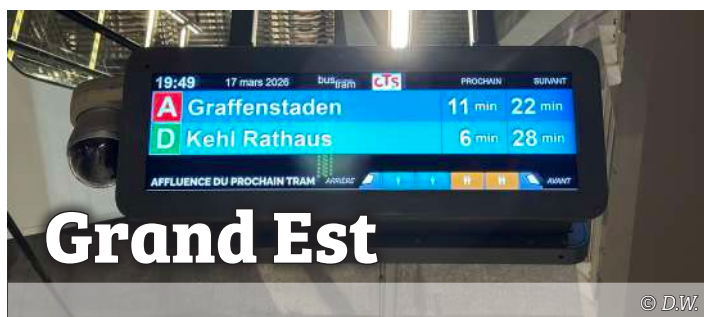 19:49 17 mars 2026 bus tram CTS PROCHAIN SUIVANT
A Graffenstaden 11 min 22 min
D Kehl Rathaus 6 min 28 min
AFFLUENCE DU PROCHAIN TRAM ARRIÈRE AVANT
Grand Est
© D.W.